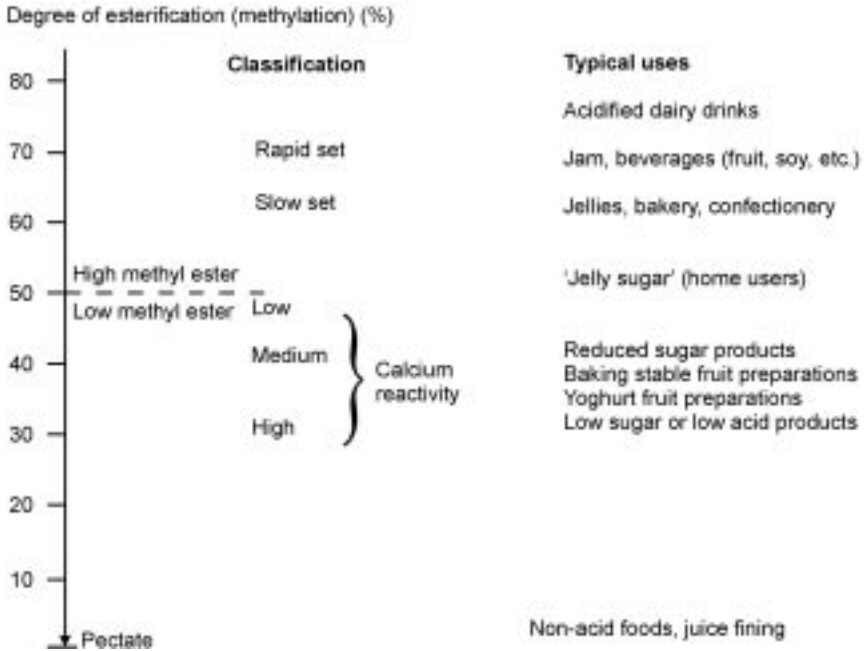 Degree of esterification (methylation) (%)
Classification
Typical uses
80
Acidified dairy drinks
70
Rapid set
Jam, beverages (fruit, soy, etc.)
Slow set
Jellies, bakery, confectionery
60
High methyl ester
'Jelly sugar' (home users)
50
Low methyl ester
Low
Medium
Reduced sugar products
40
Calcium
reactivity
Baking stable fruit preparations
Yoghurt fruit preparations
High
Low sugar or low acid products
30
20
10
Pectate
Non-acid foods, juice fining